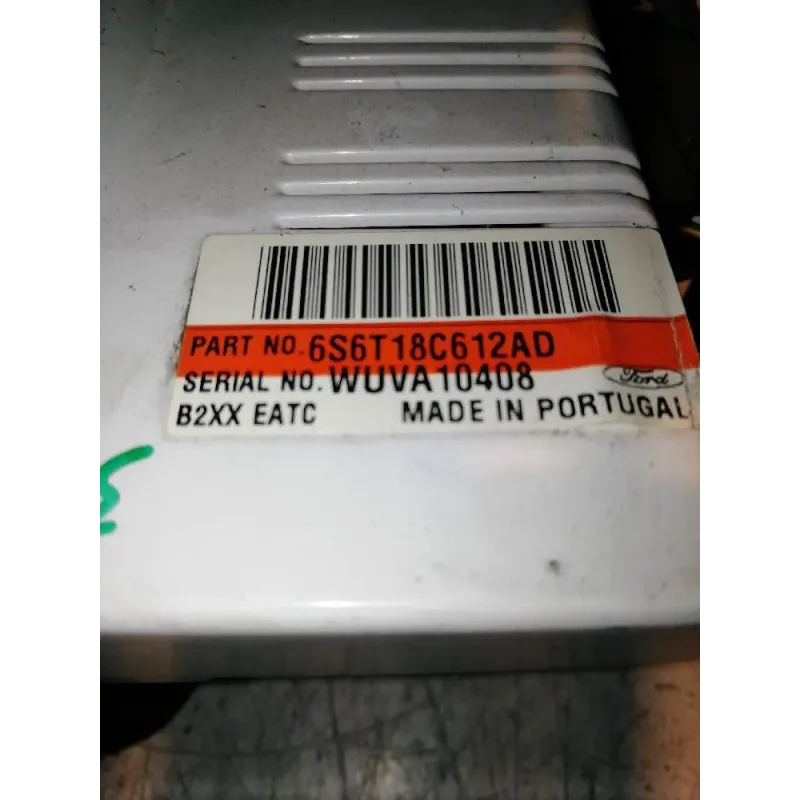 PART NO. 6S6T18C612AD
SERIAL NO. WUVA10408
Ford
B2XX EATC MADE IN PORTUGAL